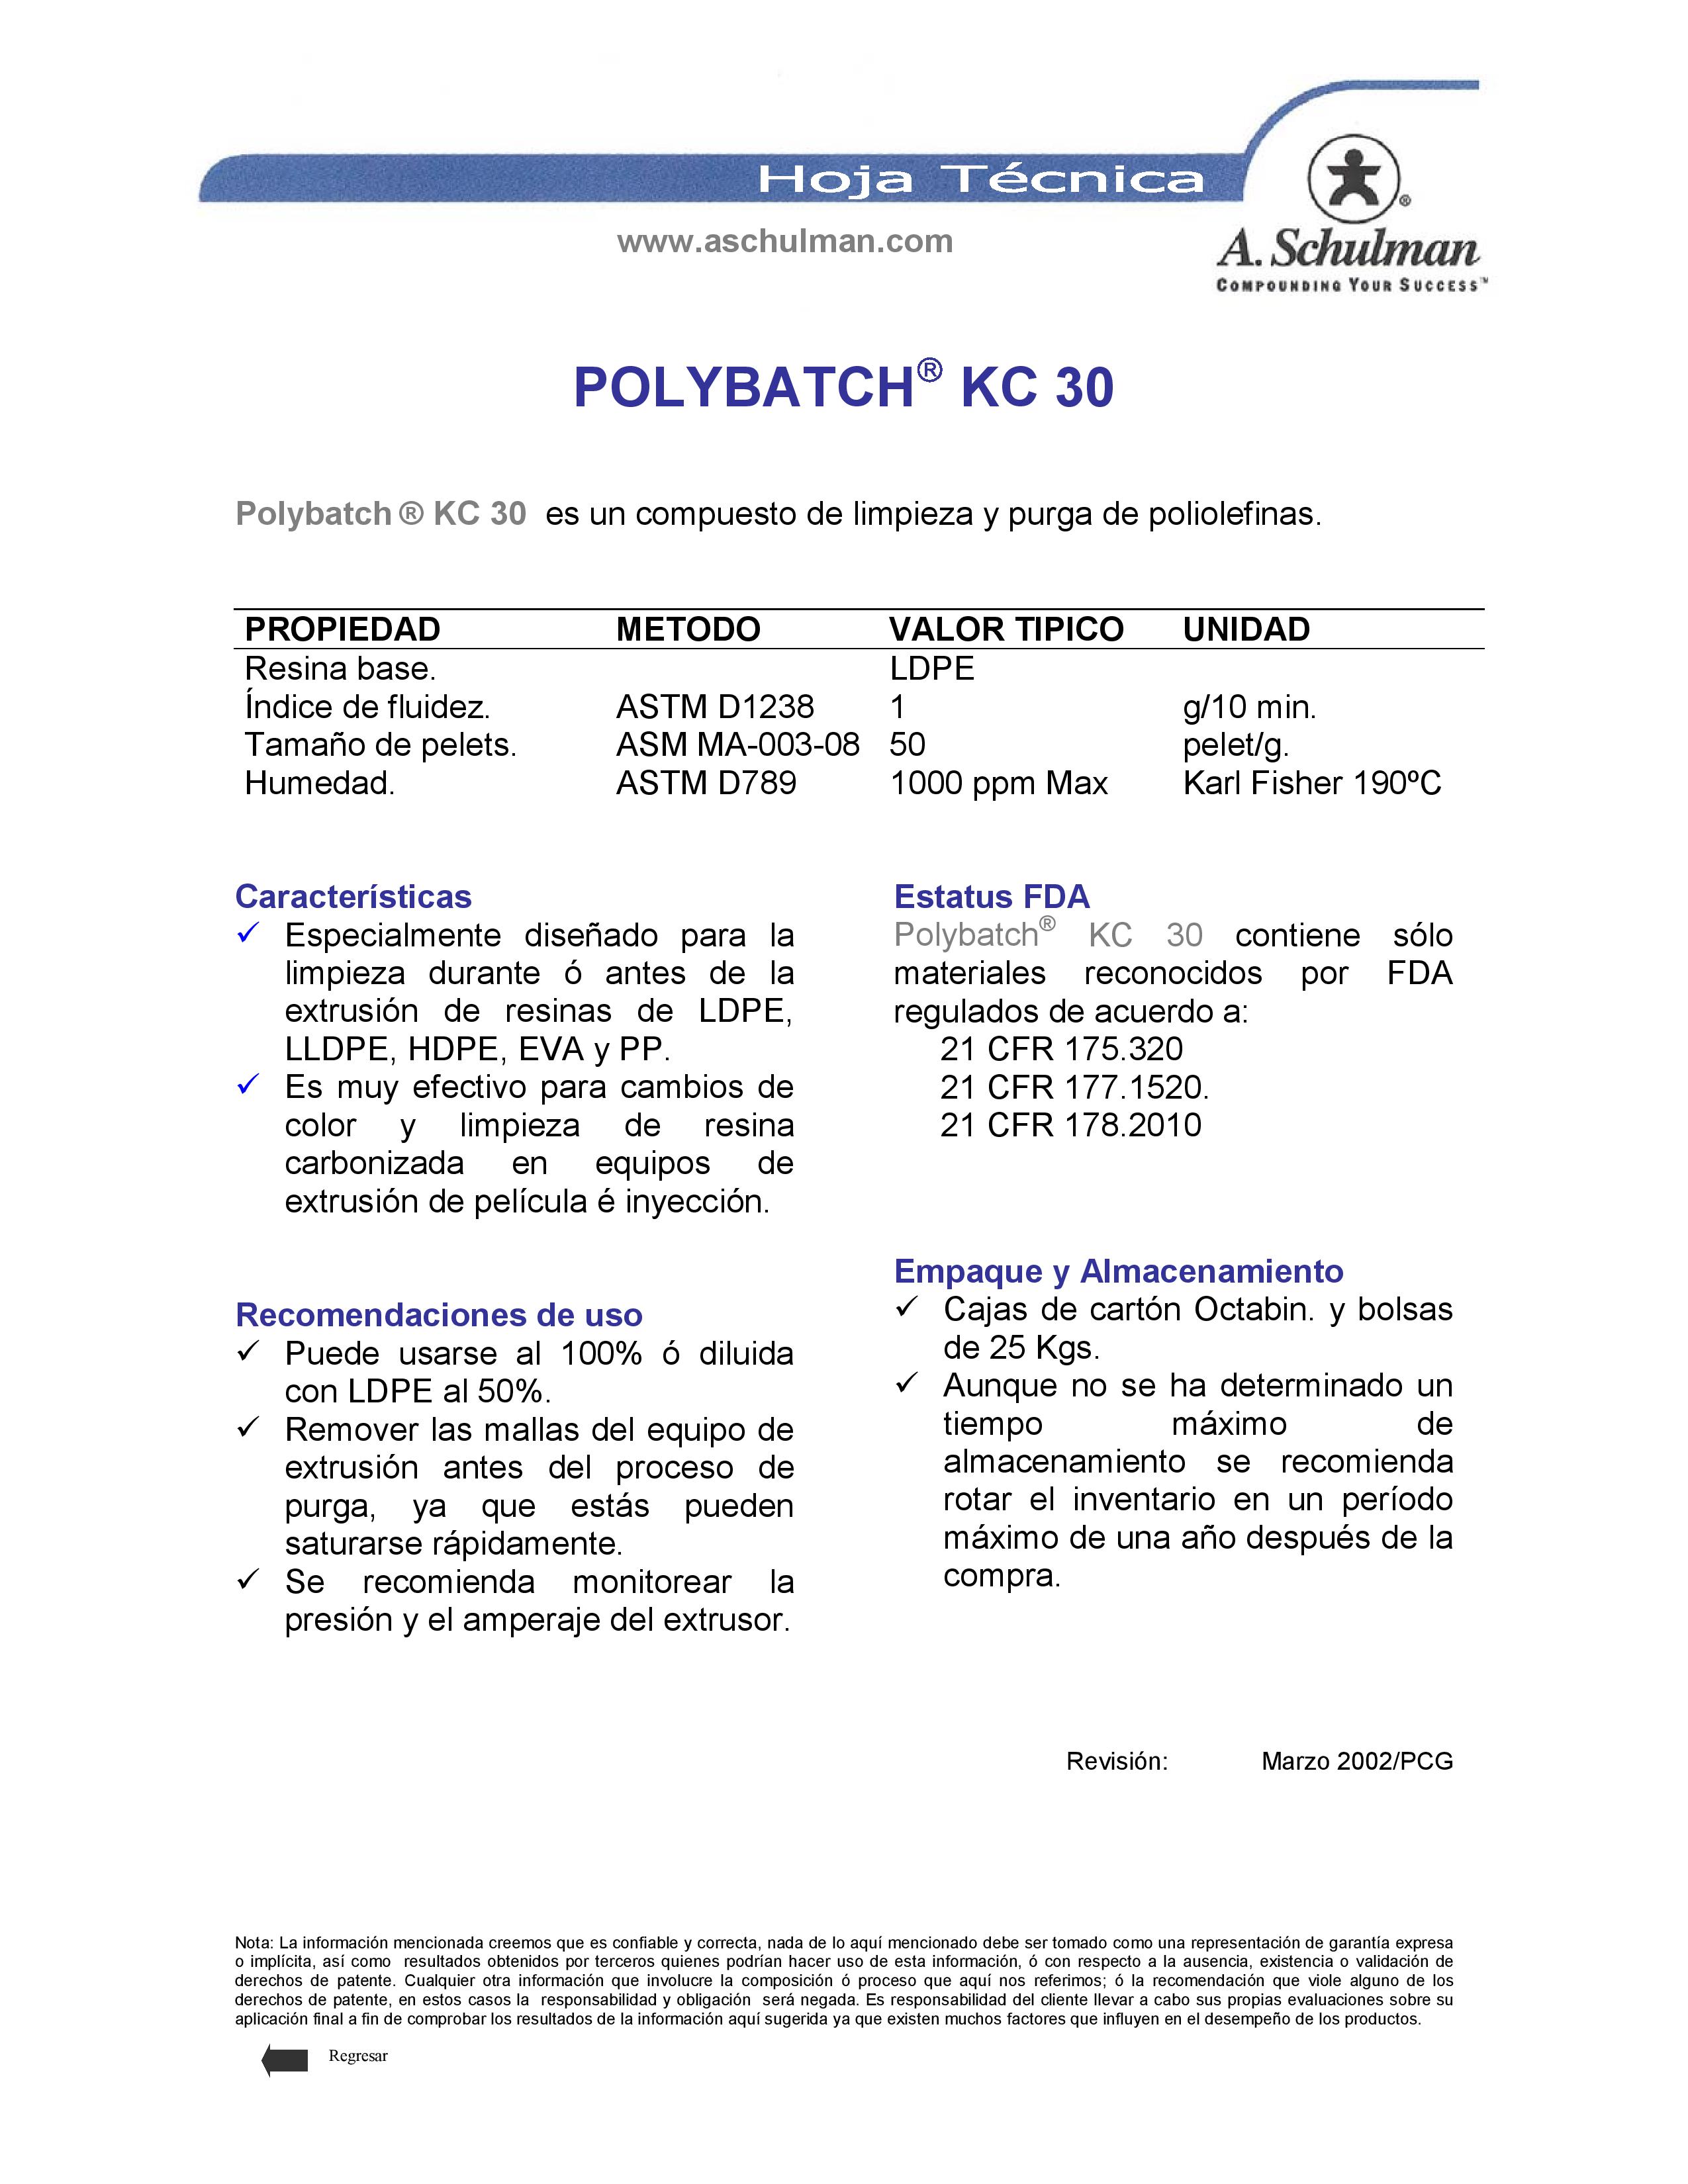 Hoja Técnica
www.aschulman.com
A. Schulman®
COMPOUNDING YOUR SUCCESS™
POLYBATCH® KC 30
Polybatch ® KC 30 es un compuesto de limpieza y purga de poliolefinas.
PROPIEDAD METODO VALOR TIPICO UNIDAD
Resina base. LDPE
Índice de fluidez. ASTM D1238 1 g/10 min.
Tamaño de pelets. ASM MA-003-08 50 pelet/g.
Humedad. ASTM D789 1000 ppm Max Karl Fisher 190ºC
Características
✓ Especialmente diseñado para la
limpieza durante ó antes de la
extrusión de resinas de LDPE,
LLDPE, HDPE, EVA y PP.
✓ Es muy efectivo para cambios de
color y limpieza de resina
carbonizada en equipos de
extrusión de película é inyección.
Recomendaciones de uso
✓ Puede usarse al 100% ó diluida
con LDPE al 50%.
✓ Remover las mallas del equipo de
extrusión antes del proceso de
purga, ya que estás pueden
saturarse rápidamente.
✓ Se recomienda monitorear la
presión y el amperaje del extrusor.
Estatus FDA
Polybatch® KC 30 contiene sólo
materiales reconocidos por FDA
regulados de acuerdo a:
21 CFR 175.320
21 CFR 177.1520.
21 CFR 178.2010
Empaque y Almacenamiento
✓ Cajas de cartón Octabin. y bolsas
de 25 Kgs.
✓ Aunque no se ha determinado un
tiempo máximo de
almacenamiento se recomienda
rotar el inventario en un período
máximo de una año después de la
compra.
Revisión: Marzo 2002/PCG
Nota: La información mencionada creemos que es confiable y correcta, nada de lo aquí mencionado debe ser tomado como una representación de garantía expresa
o implícita, así como resultados obtenidos por terceros quienes podrían hacer uso de esta información, ó con respecto a la ausencia, existencia o validación de
derechos de patente. Cualquier otra información que involucre la composición ó proceso que aquí nos referimos; ó la recomendación que viole alguno de los
derechos de patente, en estos casos la responsabilidad y obligación será negada. Es responsabilidad del cliente llevar a cabo sus propias evaluaciones sobre su
aplicación final a fin de comprobar los resultados de la información aquí sugerida ya que existen muchos factores que influyen en el desempeño de los productos.
Regresar